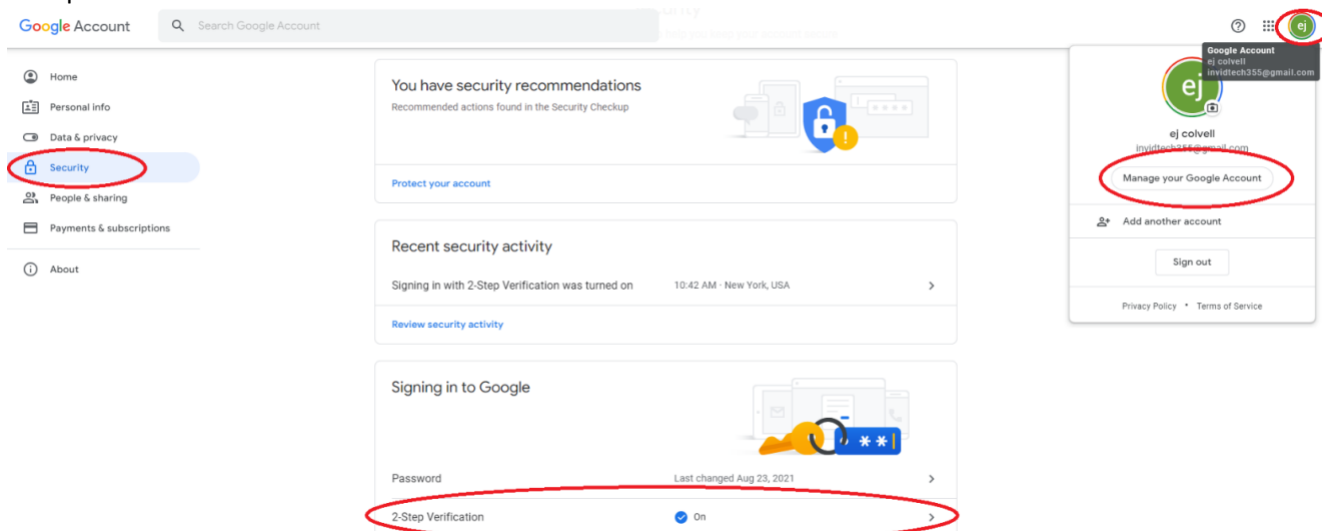 Google Account
Search Google Account
Home
Personal info
Data & privacy
Security
People & sharing
Payments & subscriptions
About
You have security recommendations
Recommended actions found in the Security Checkup
Protect your account
Recent security activity
Signing in with 2-Step Verification was turned on 10:42 AM · New York, USA
Review security activity
Signing in to Google
* *
Password Last changed Aug 23, 2021
2-Step Verification On
ej
Google Account
ej colvell
invidtech355@gmail.com
ej
ej colvell
invidtech355@gmail.com
Manage your Google Account
Add another account
Sign out
Privacy Policy • Terms of Service